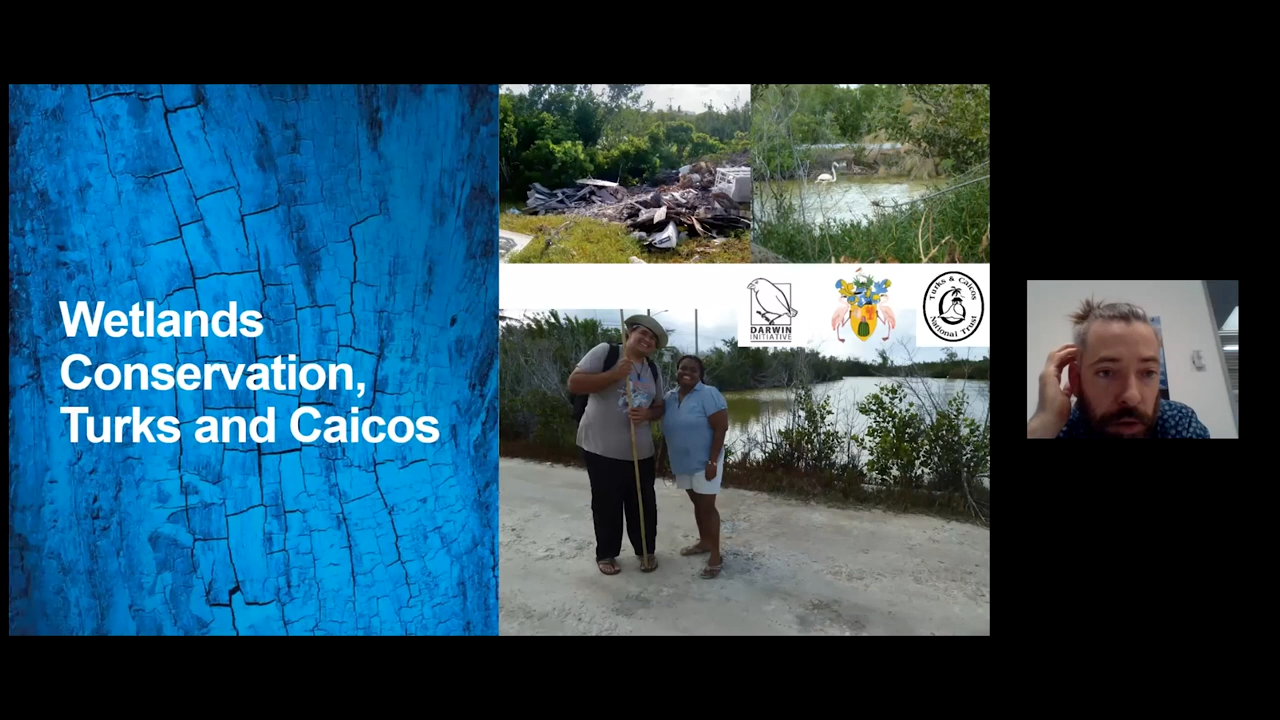 Wetlands
Conservation,
Turks and Caicos
DARWIN
INITIATIVE
Turks & Caicos
National Trust